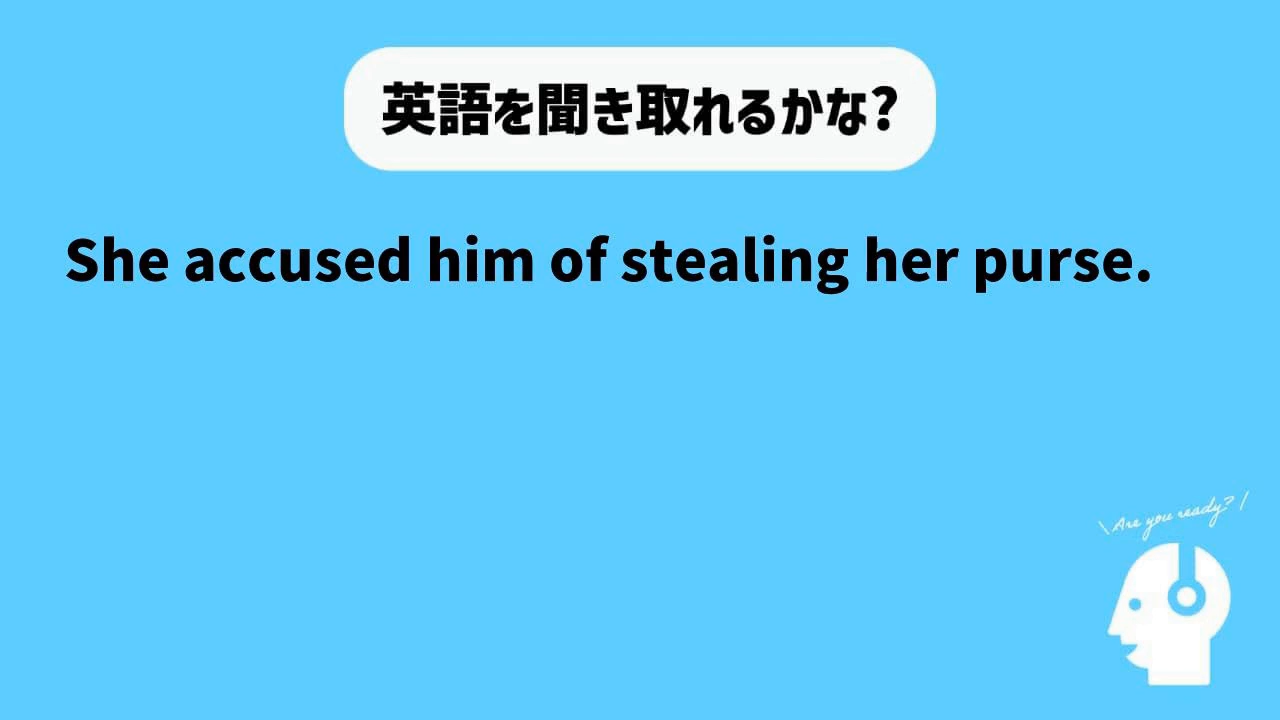 英語を聞き取れるかな?
She accused him of stealing her purse.
\ Are you ready? /